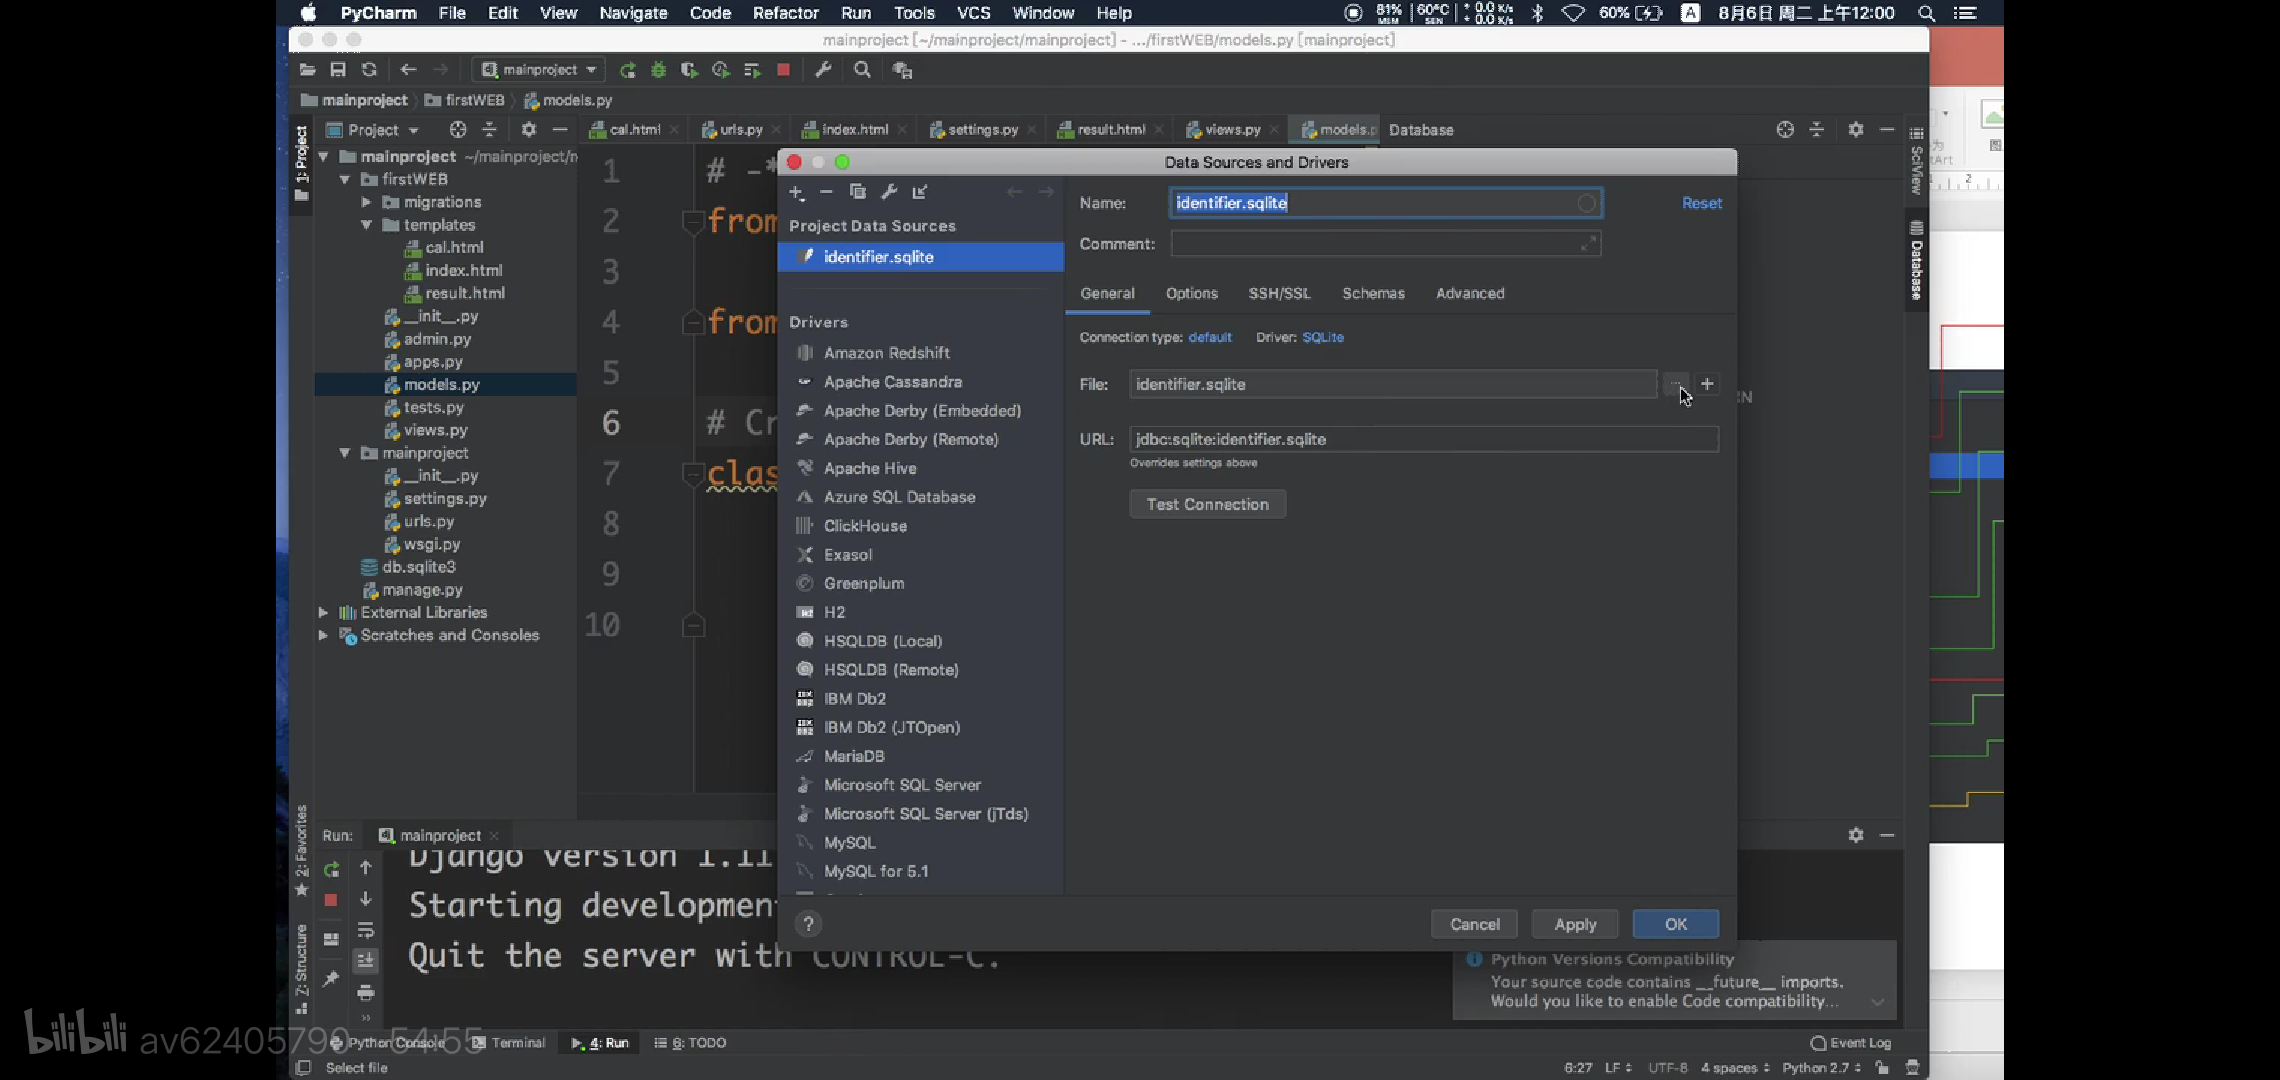 PyCharm File Edit View Navigate Code Refactor Run Tools VCS Window Help
81% MEM 60°C SEN 0.0 K/s 0.0 K/s 60% A 8月6日 周二 上午12:00
mainproject [~/mainproject/mainproject] - .../firstWEB/models.py [mainproject]
mainproject
mainproject firstWEB models.py
1: Project
Project
cal.html urls.py index.html settings.py result.html views.py models.p Database
mainproject ~/mainproject/
firstWEB
migrations
templates
cal.html
index.html
result.html
__init__.py
admin.py
apps.py
models.py
tests.py
views.py
mainproject
__init__.py
settings.py
urls.py
wsgi.py
db.sqlite3
manage.py
External Libraries
Scratches and Consoles
1 # -*
2 from
3
4 from
5
6 # Cr
7 clas
8
9
10
Data Sources and Drivers
Project Data Sources
identifier.sqlite
Drivers
Amazon Redshift
Apache Cassandra
Apache Derby (Embedded)
Apache Derby (Remote)
Apache Hive
Azure SQL Database
ClickHouse
Exasol
Greenplum
H2
HSQLDB (Local)
HSQLDB (Remote)
IBM Db2
IBM Db2 (JTOpen)
MariaDB
Microsoft SQL Server
Microsoft SQL Server (jTds)
MySQL
MySQL for 5.1
Name: identifier.sqlite Reset
Comment:
General Options SSH/SSL Schemas Advanced
Connection type: default Driver: SQLite
File: identifier.sqlite
URL: jdbc:sqlite:identifier.sqlite
Overrides settings above
Test Connection
? Cancel Apply OK
SciView
Database
2: Favorites
Z: Structure
Run: mainproject
Django version 1.11
Starting developmen
Quit the server with CONTROL-C.
Python Versions Compatibility
Your source code contains __future__ imports.
Would you like to enable Code compatibility...
Python Console Terminal 4: Run 6: TODO Event Log
Select file 6:27 LF UTF-8 4 spaces Python 2.7
bilibili av62405790 54:55